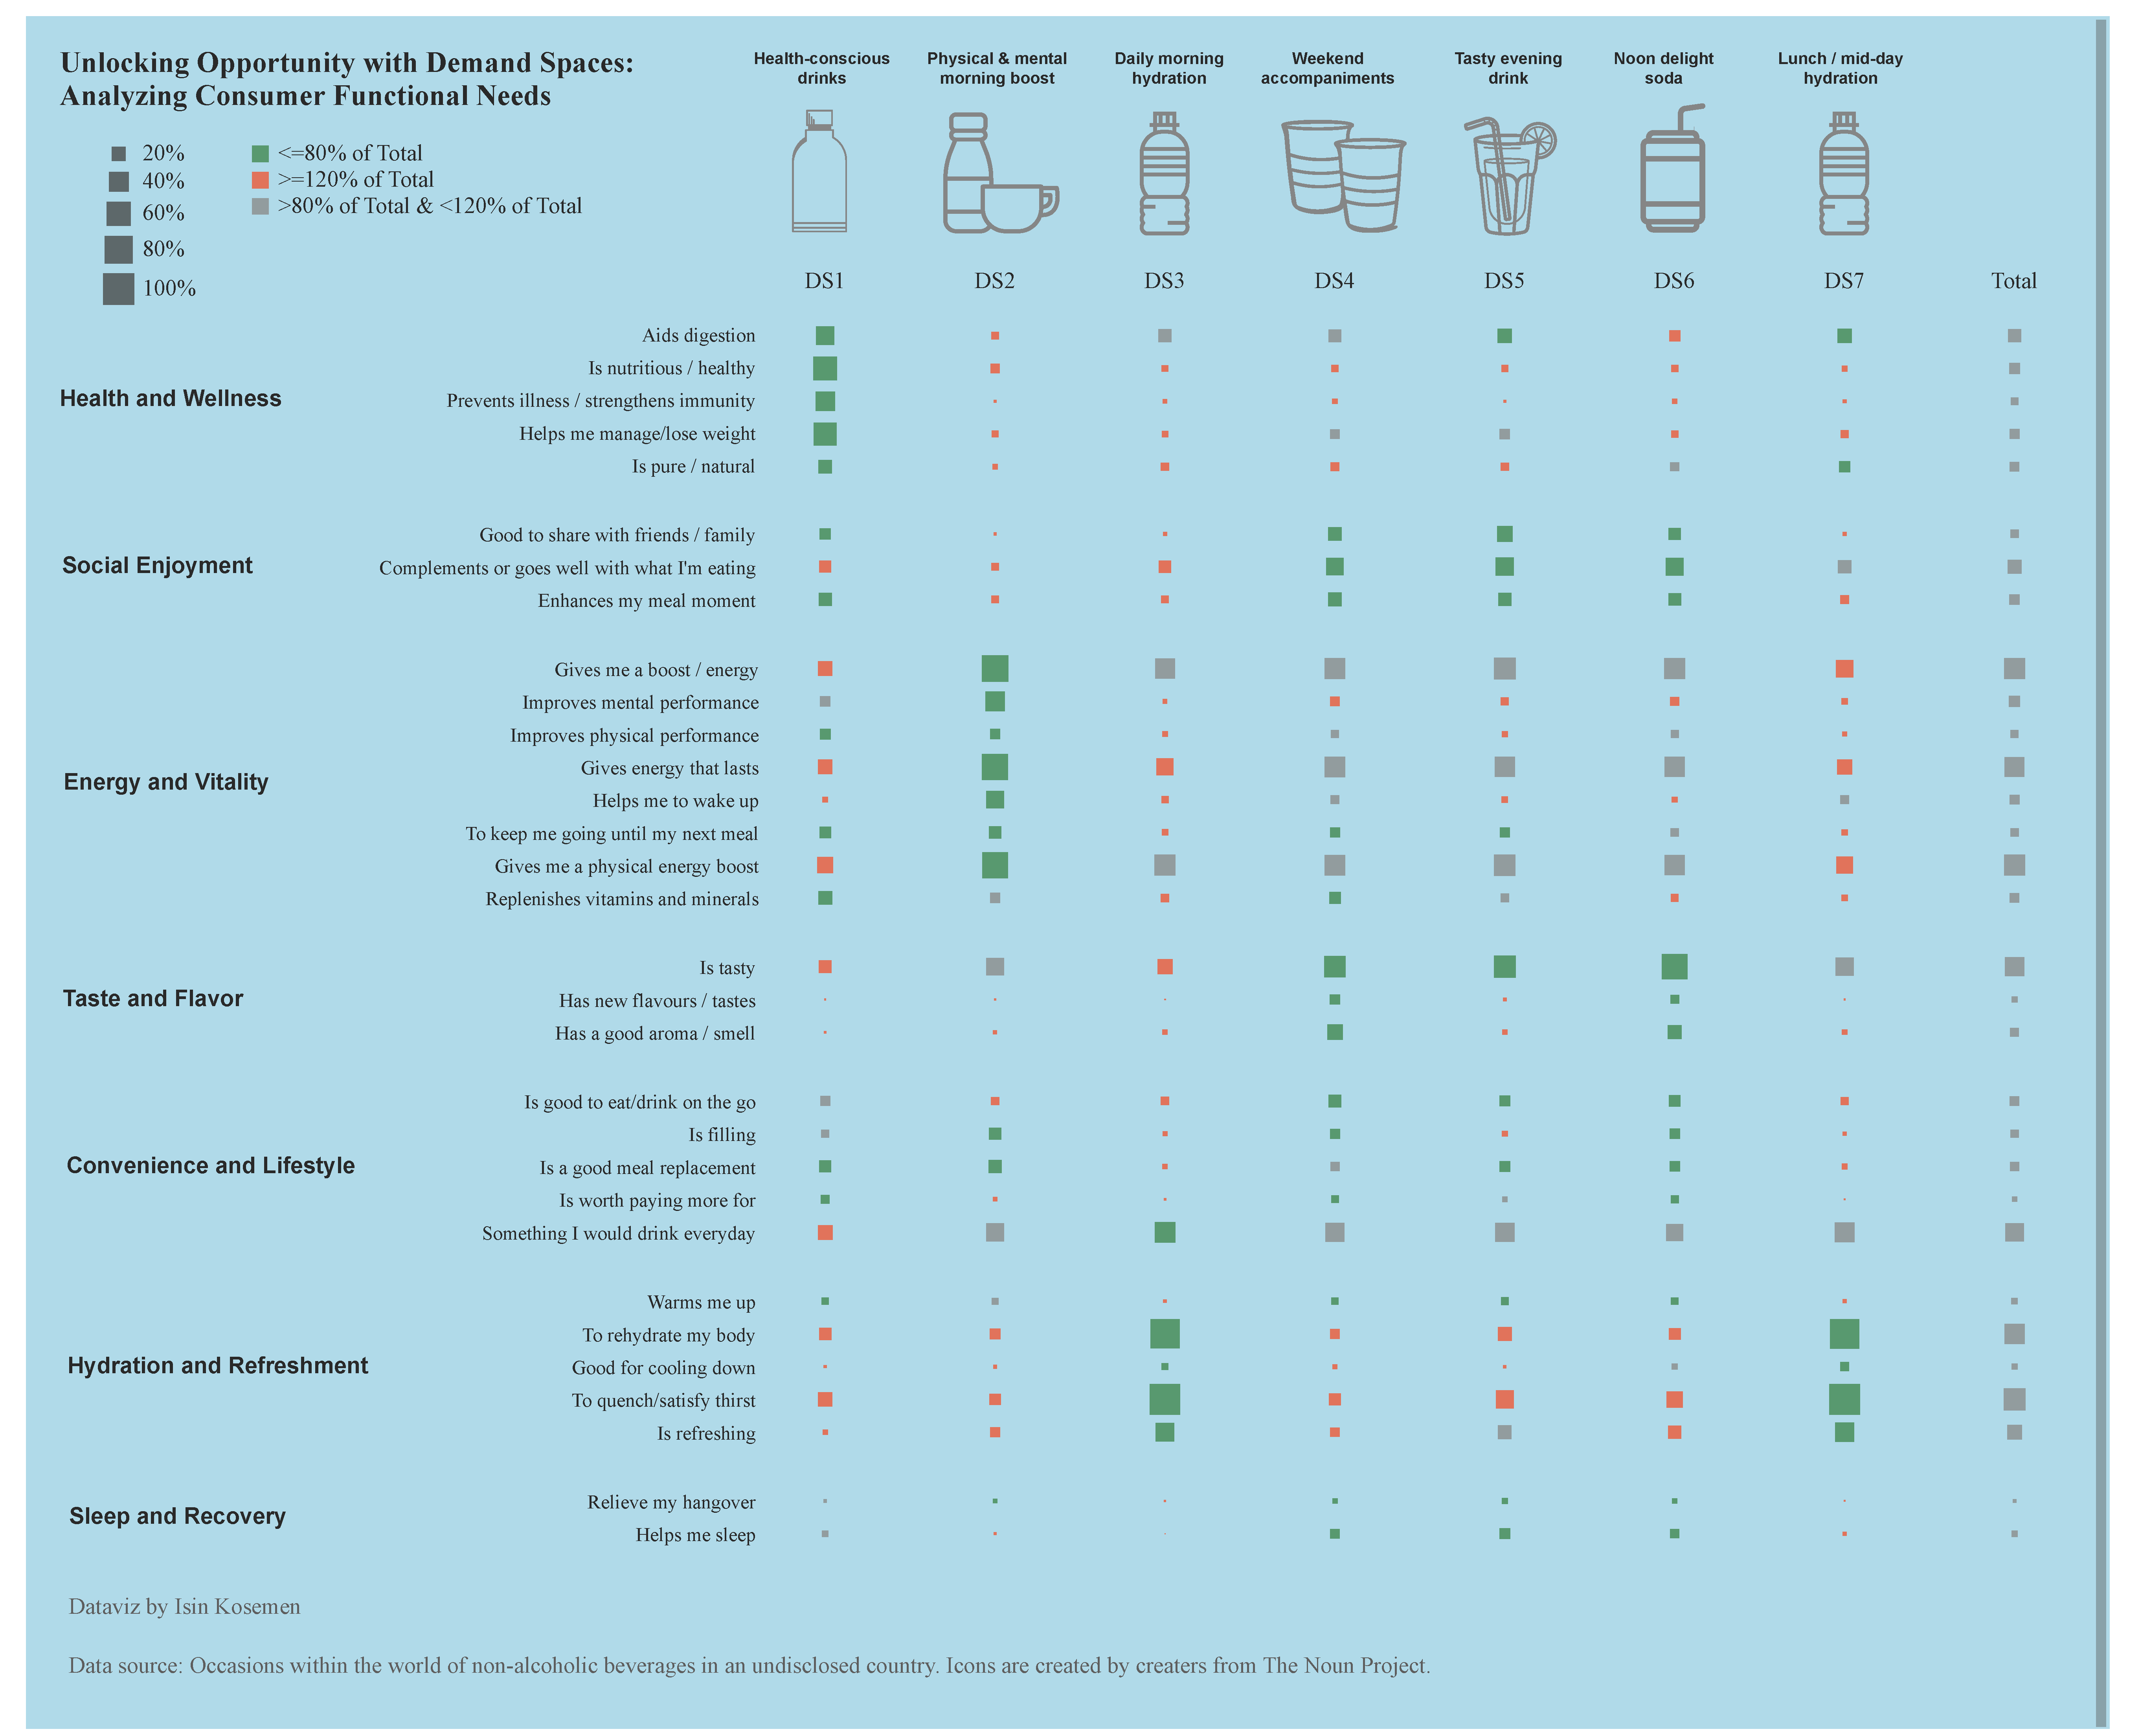 Unlocking Opportunity with Demand Spaces:
Analyzing Consumer Functional Needs
20%
40%
60%
80%
100%
<=80% of Total
>=120% of Total
>80% of Total & <120% of Total
Health-conscious
drinks
Physical & mental
morning boost
Daily morning
hydration
Weekend
accompaniments
Tasty evening
drink
Noon delight
soda
Lunch / mid-day
hydration
DS1 DS2 DS3 DS4 DS5 DS6 DS7 Total
Health and Wellness
Aids digestion
Is nutritious / healthy
Prevents illness / strengthens immunity
Helps me manage/lose weight
Is pure / natural
Social Enjoyment
Good to share with friends / family
Complements or goes well with what I'm eating
Enhances my meal moment
Energy and Vitality
Gives me a boost / energy
Improves mental performance
Improves physical performance
Gives energy that lasts
Helps me to wake up
To keep me going until my next meal
Gives me a physical energy boost
Replenishes vitamins and minerals
Taste and Flavor
Is tasty
Has new flavours / tastes
Has a good aroma / smell
Convenience and Lifestyle
Is good to eat/drink on the go
Is filling
Is a good meal replacement
Is worth paying more for
Something I would drink everyday
Hydration and Refreshment
Warms me up
To rehydrate my body
Good for cooling down
To quench/satisfy thirst
Is refreshing
Sleep and Recovery
Relieve my hangover
Helps me sleep
Dataviz by Isin Kosemen
Data source: Occasions within the world of non-alcoholic beverages in an undisclosed country. Icons are created by creaters from The Noun Project.